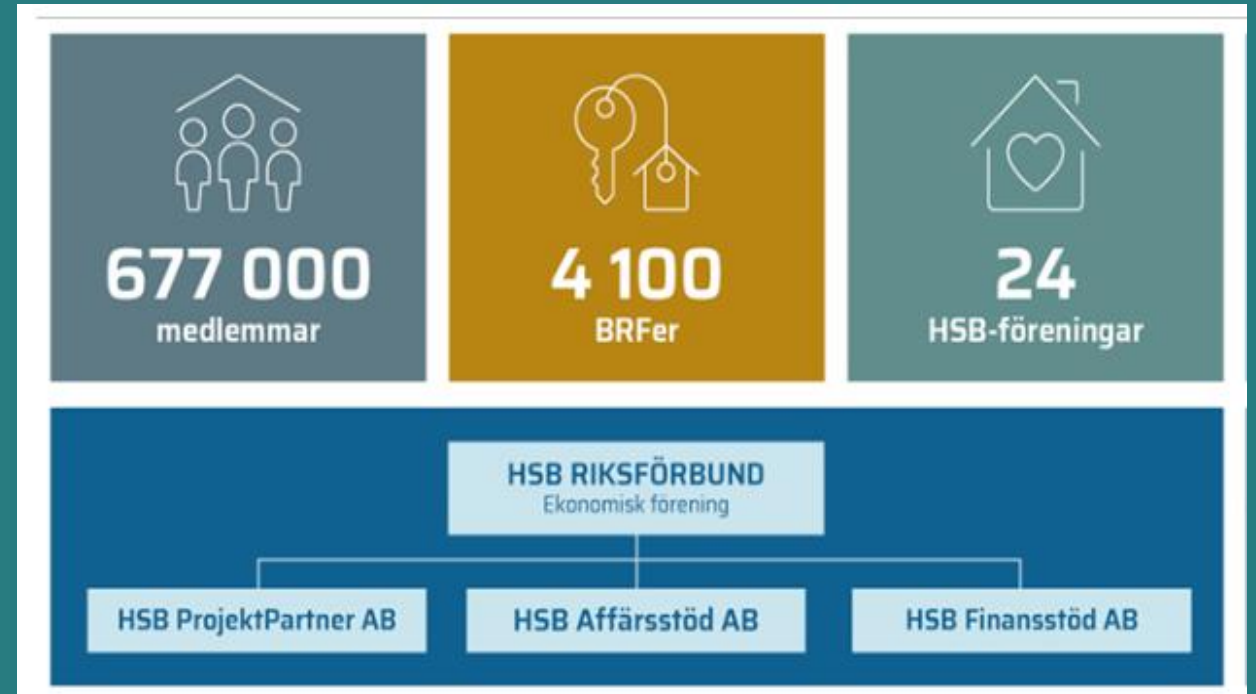 677 000
medlemmar
4 100
BRFer
24
HSB-föreningar
HSB RIKSFÖRBUND
Ekonomisk förening
HSB ProjektPartner AB
HSB Affärsstöd AB
HSB Finansstöd AB